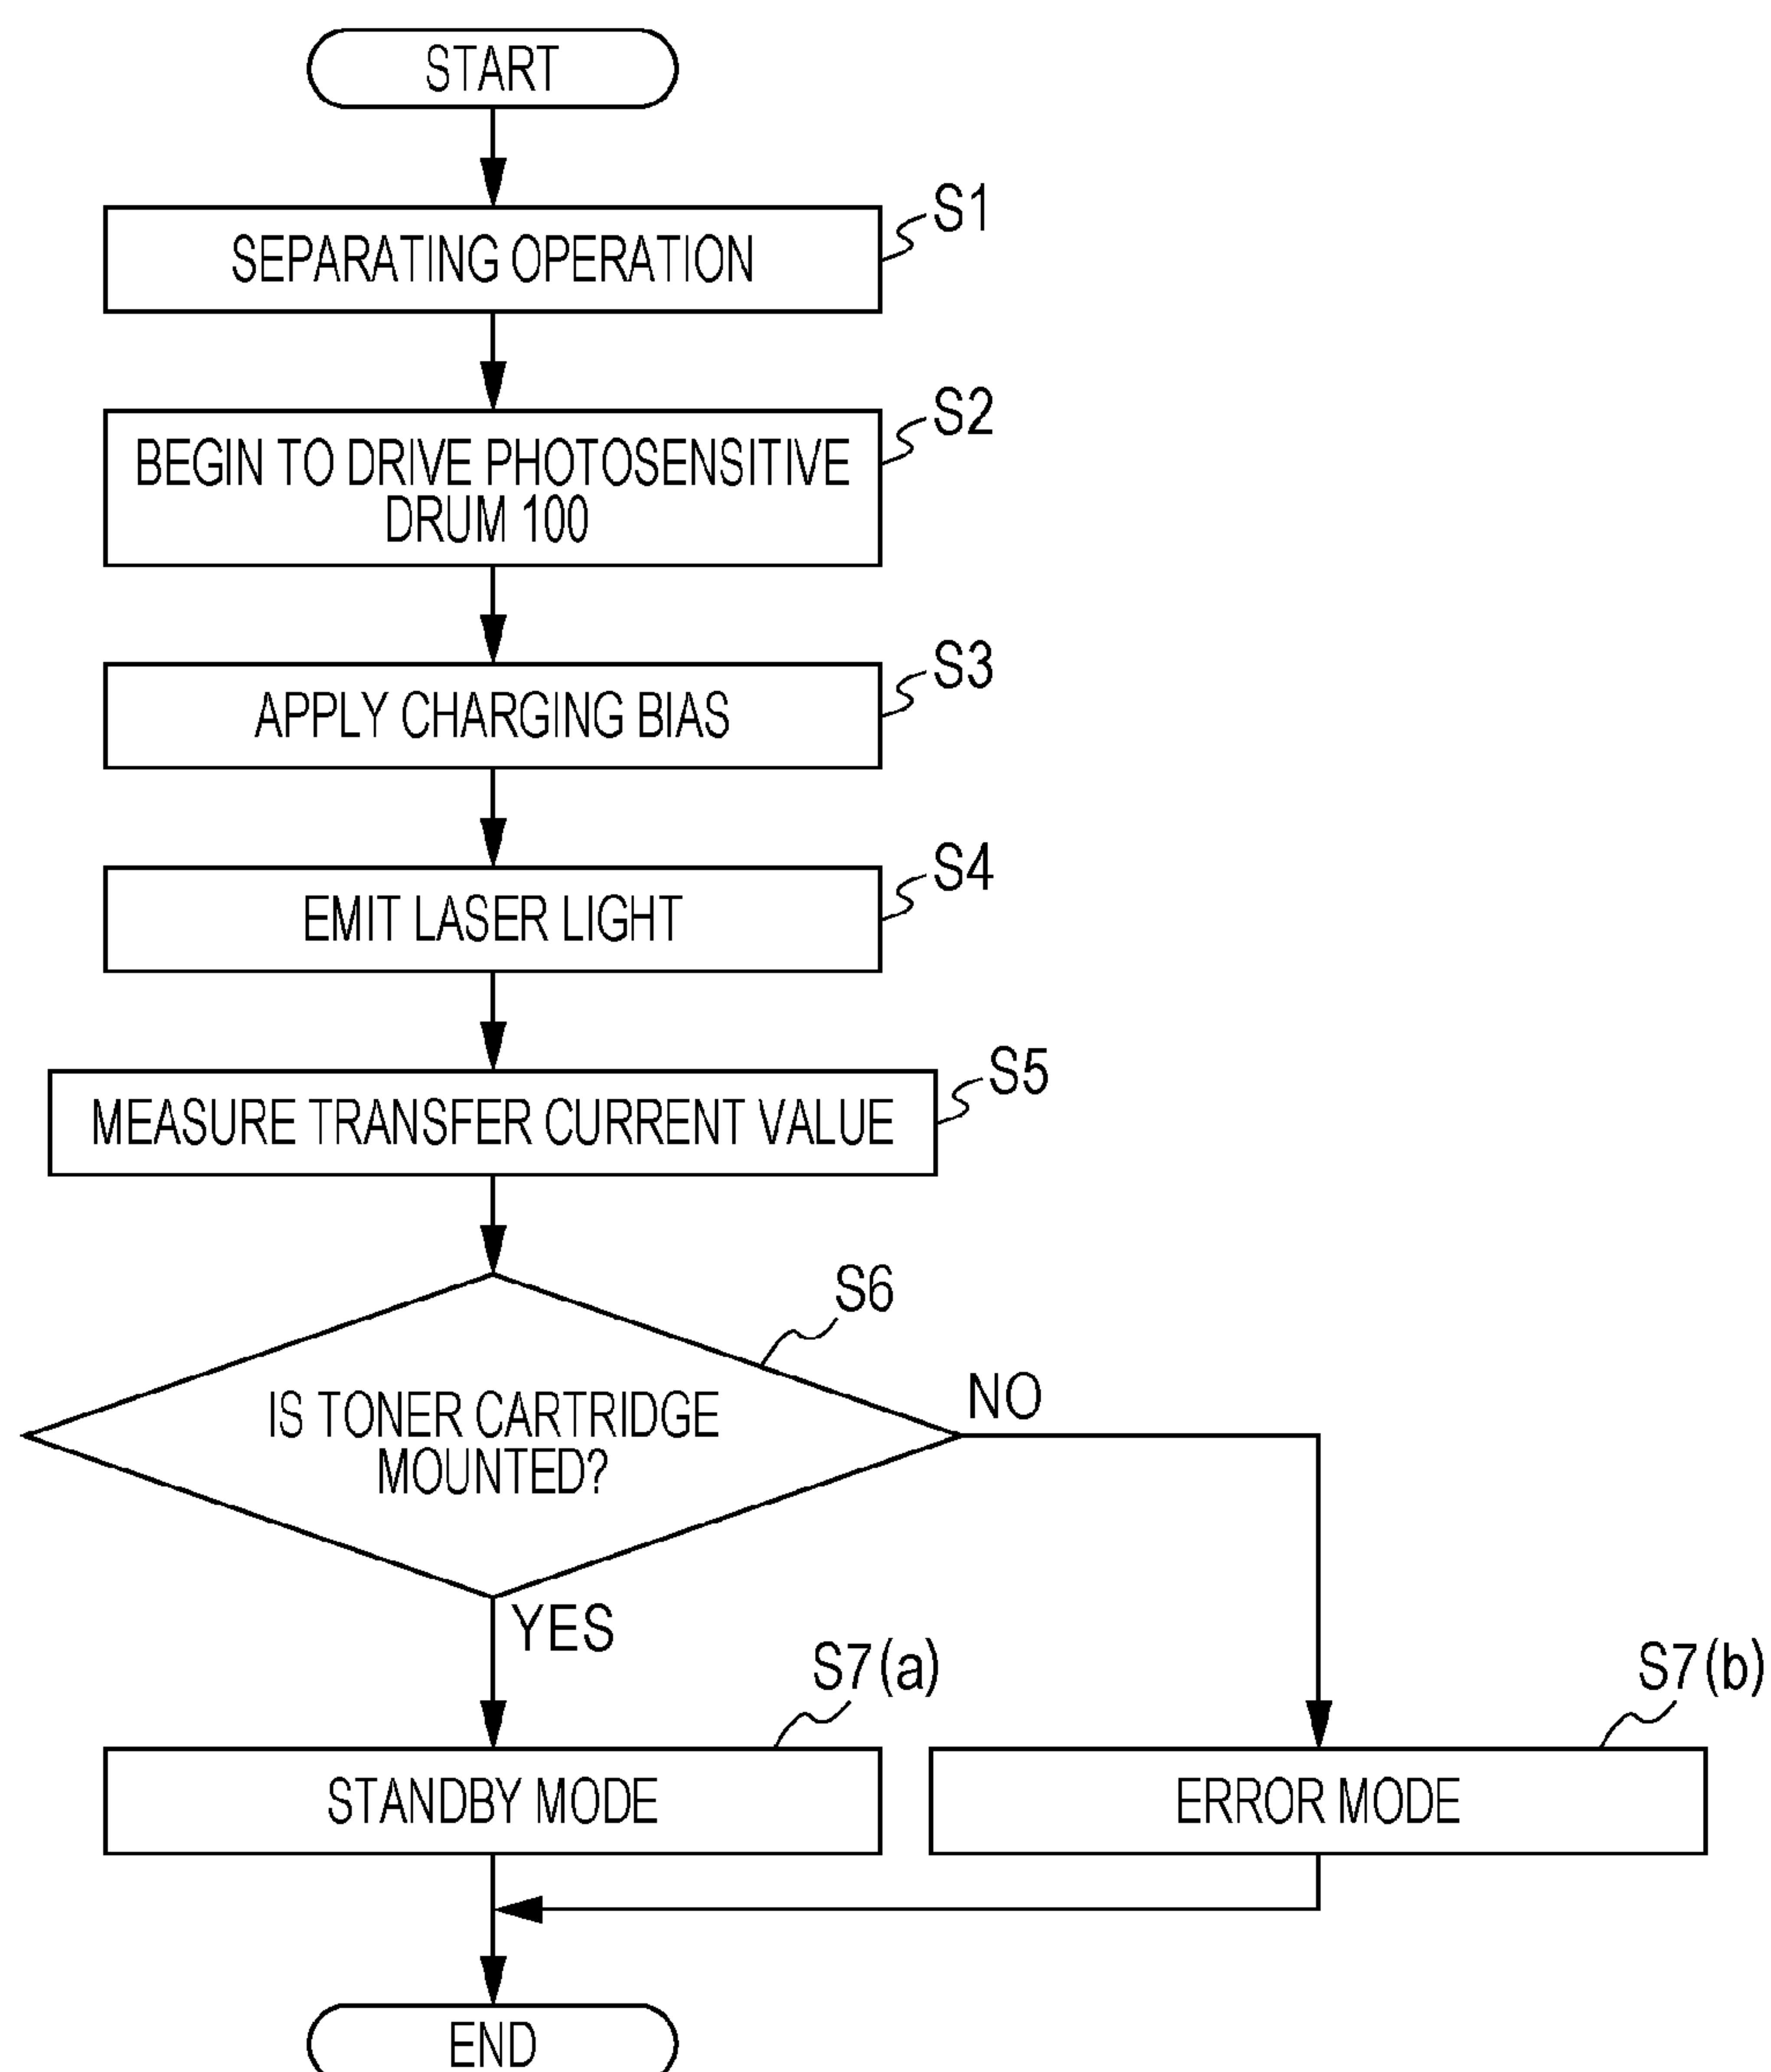 START
S1
SEPARATING OPERATION
S2
BEGIN TO DRIVE PHOTOSENSITIVE
DRUM 100
S3
APPLY CHARGING BIAS
S4
EMIT LASER LIGHT
S5
MEASURE TRANSFER CURRENT VALUE
S6
IS TONER CARTRIDGE
MOUNTED?
NO
YES
S7(a)
S7(b)
STANDBY MODE
ERROR MODE
END